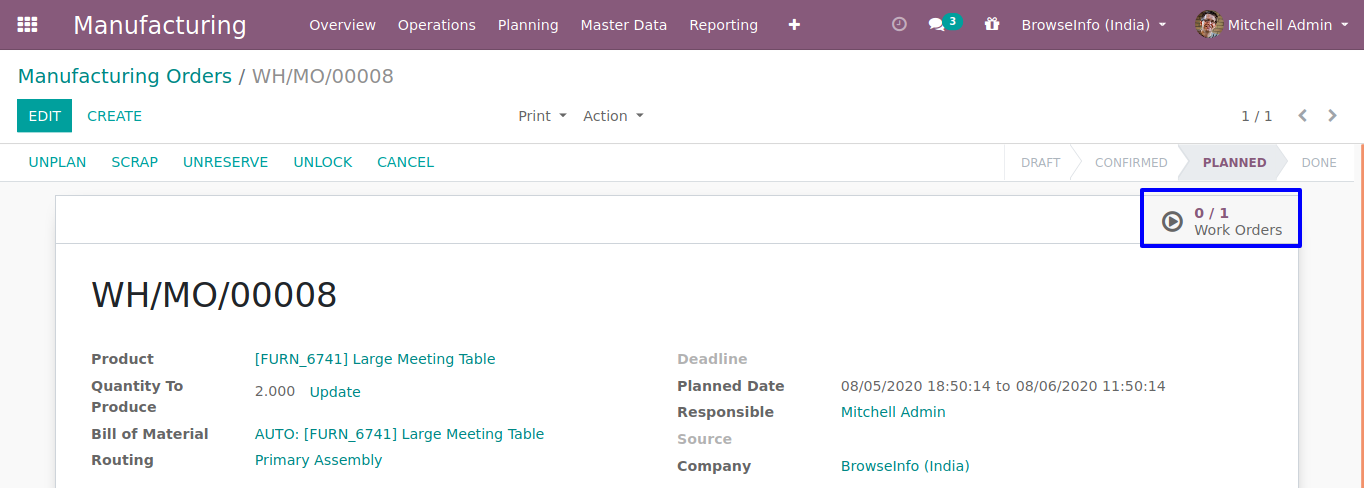 Manufacturing Overview Operations Planning Master Data Reporting 3 BrowseInfo (India) Mitchell Admin
Manufacturing Orders / WH/MO/00008
EDIT CREATE Print Action 1 / 1
UNPLAN SCRAP UNRESERVE UNLOCK CANCEL DRAFT CONFIRMED PLANNED DONE
0 / 1
Work Orders
WH/MO/00008
Product [FURN_6741] Large Meeting Table
Quantity To
Produce
2.000 Update
Bill of Material AUTO: [FURN_6741] Large Meeting Table
Routing Primary Assembly
Deadline
Planned Date 08/05/2020 18:50:14 to 08/06/2020 11:50:14
Responsible Mitchell Admin
Source
Company BrowseInfo (India)